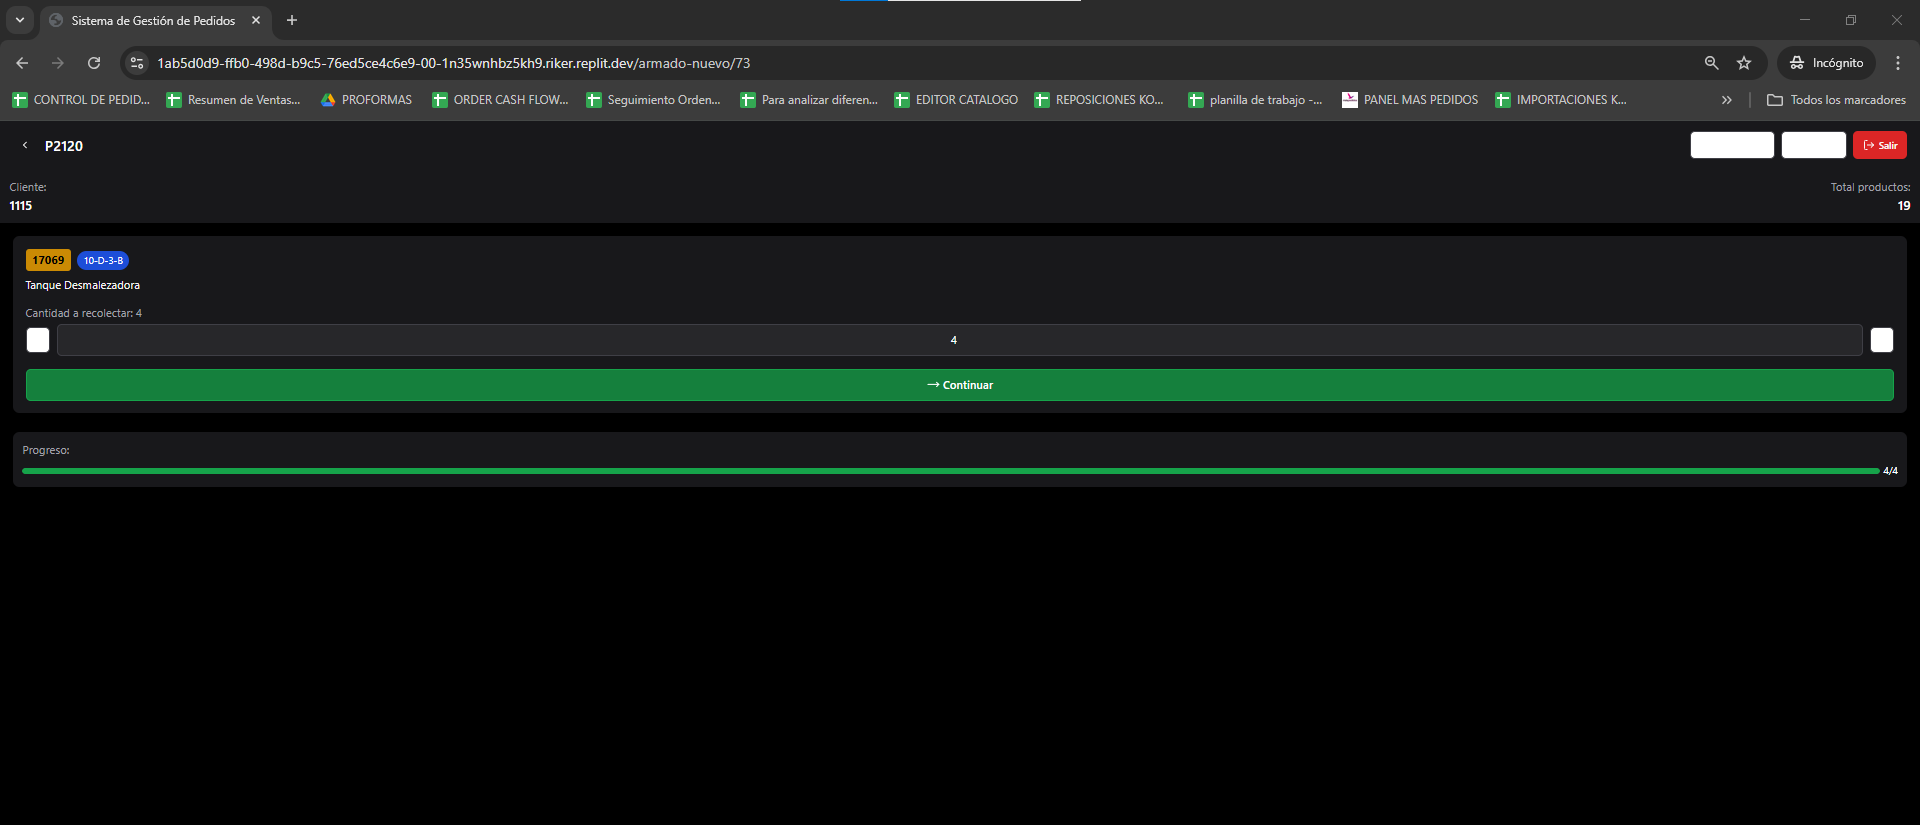 Sistema de Gestión de Pedidos
1ab5d0d9-ffb0-498d-b9c5-76ed5ce4c6e9-00-1n35wnhbz5kh9.riker.replit.dev/armado-nuevo/73
Incógnito
CONTROL DE PEDID...
Resumen de Ventas...
PROFORMAS
ORDER CASH FLOW...
Seguimiento Orden...
Para analizar diferen...
EDITOR CATALOGO
REPOSICIONES KO...
planilla de trabajo -...
PANEL MAS PEDIDOS
IMPORTACIONES K...
Todos los marcadores
P2120
Salir
Cliente:
Total productos:
1115
19
17069
10-D-3-B
Tanque Desmalezadora
Cantidad a recolectar: 4
4
→ Continuar
Progreso:
4/4